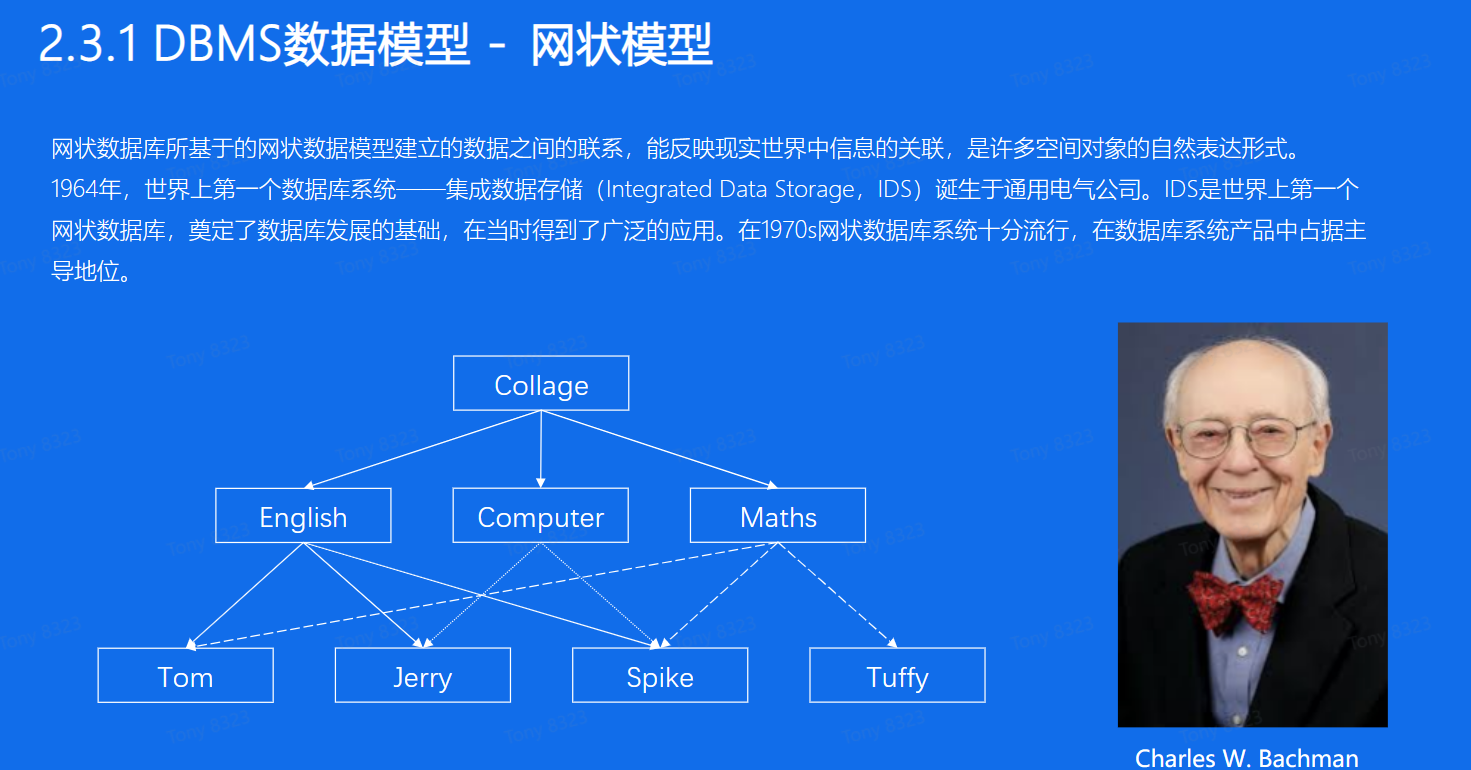 2.3.1 DBMS数据模型 - 网状模型
网状数据库所基于的网状数据模型建立的数据之间的联系，能反映现实世界中信息的关联，是许多空间对象的自然表达形式。
1964年，世界上第一个数据库系统——集成数据存储（Integrated Data Storage，IDS）诞生于通用电气公司。IDS是世界上第一个
网状数据库，奠定了数据库发展的基础，在当时得到了广泛的应用。在1970s网状数据库系统十分流行，在数据库系统产品中占据主
导地位。
Collage
English Computer Maths
Tom Jerry Spike Tuffy
Charles W. Bachman
Tony 8323